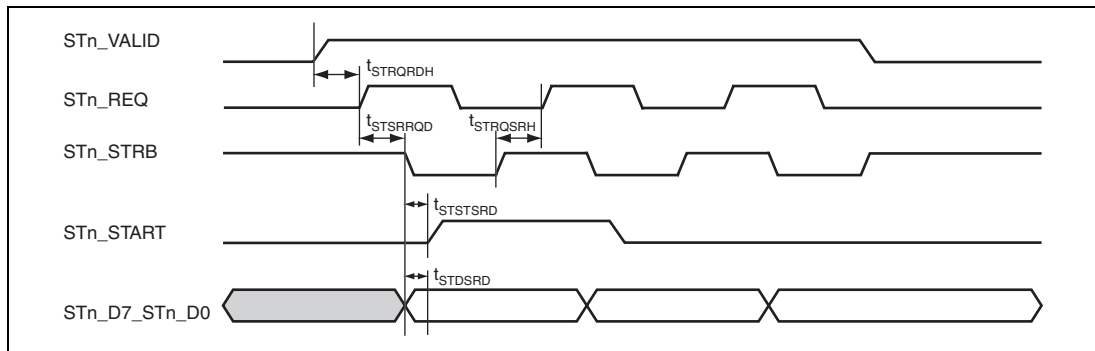 STn_VALID
tSTRQRDH
STn_REQ
tSTSRRQD
tSTRQSRH
STn_STRB
tSTSTSRD
STn_START
tSTDSRD
STn_D7_STn_D0